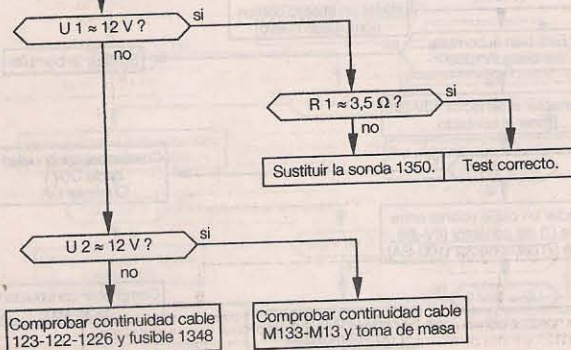 U 1 ≈ 12 V ?
si
no
R 1 ≈ 3,5 Ω ?
si
no
Sustituir la sonda 1350.
Test correcto.
U 2 ≈ 12 V ?
si
no
Comprobar continuidad cable
123-122-1226 y fusible 1348
Comprobar continuidad cable
M133-M13 y toma de masa